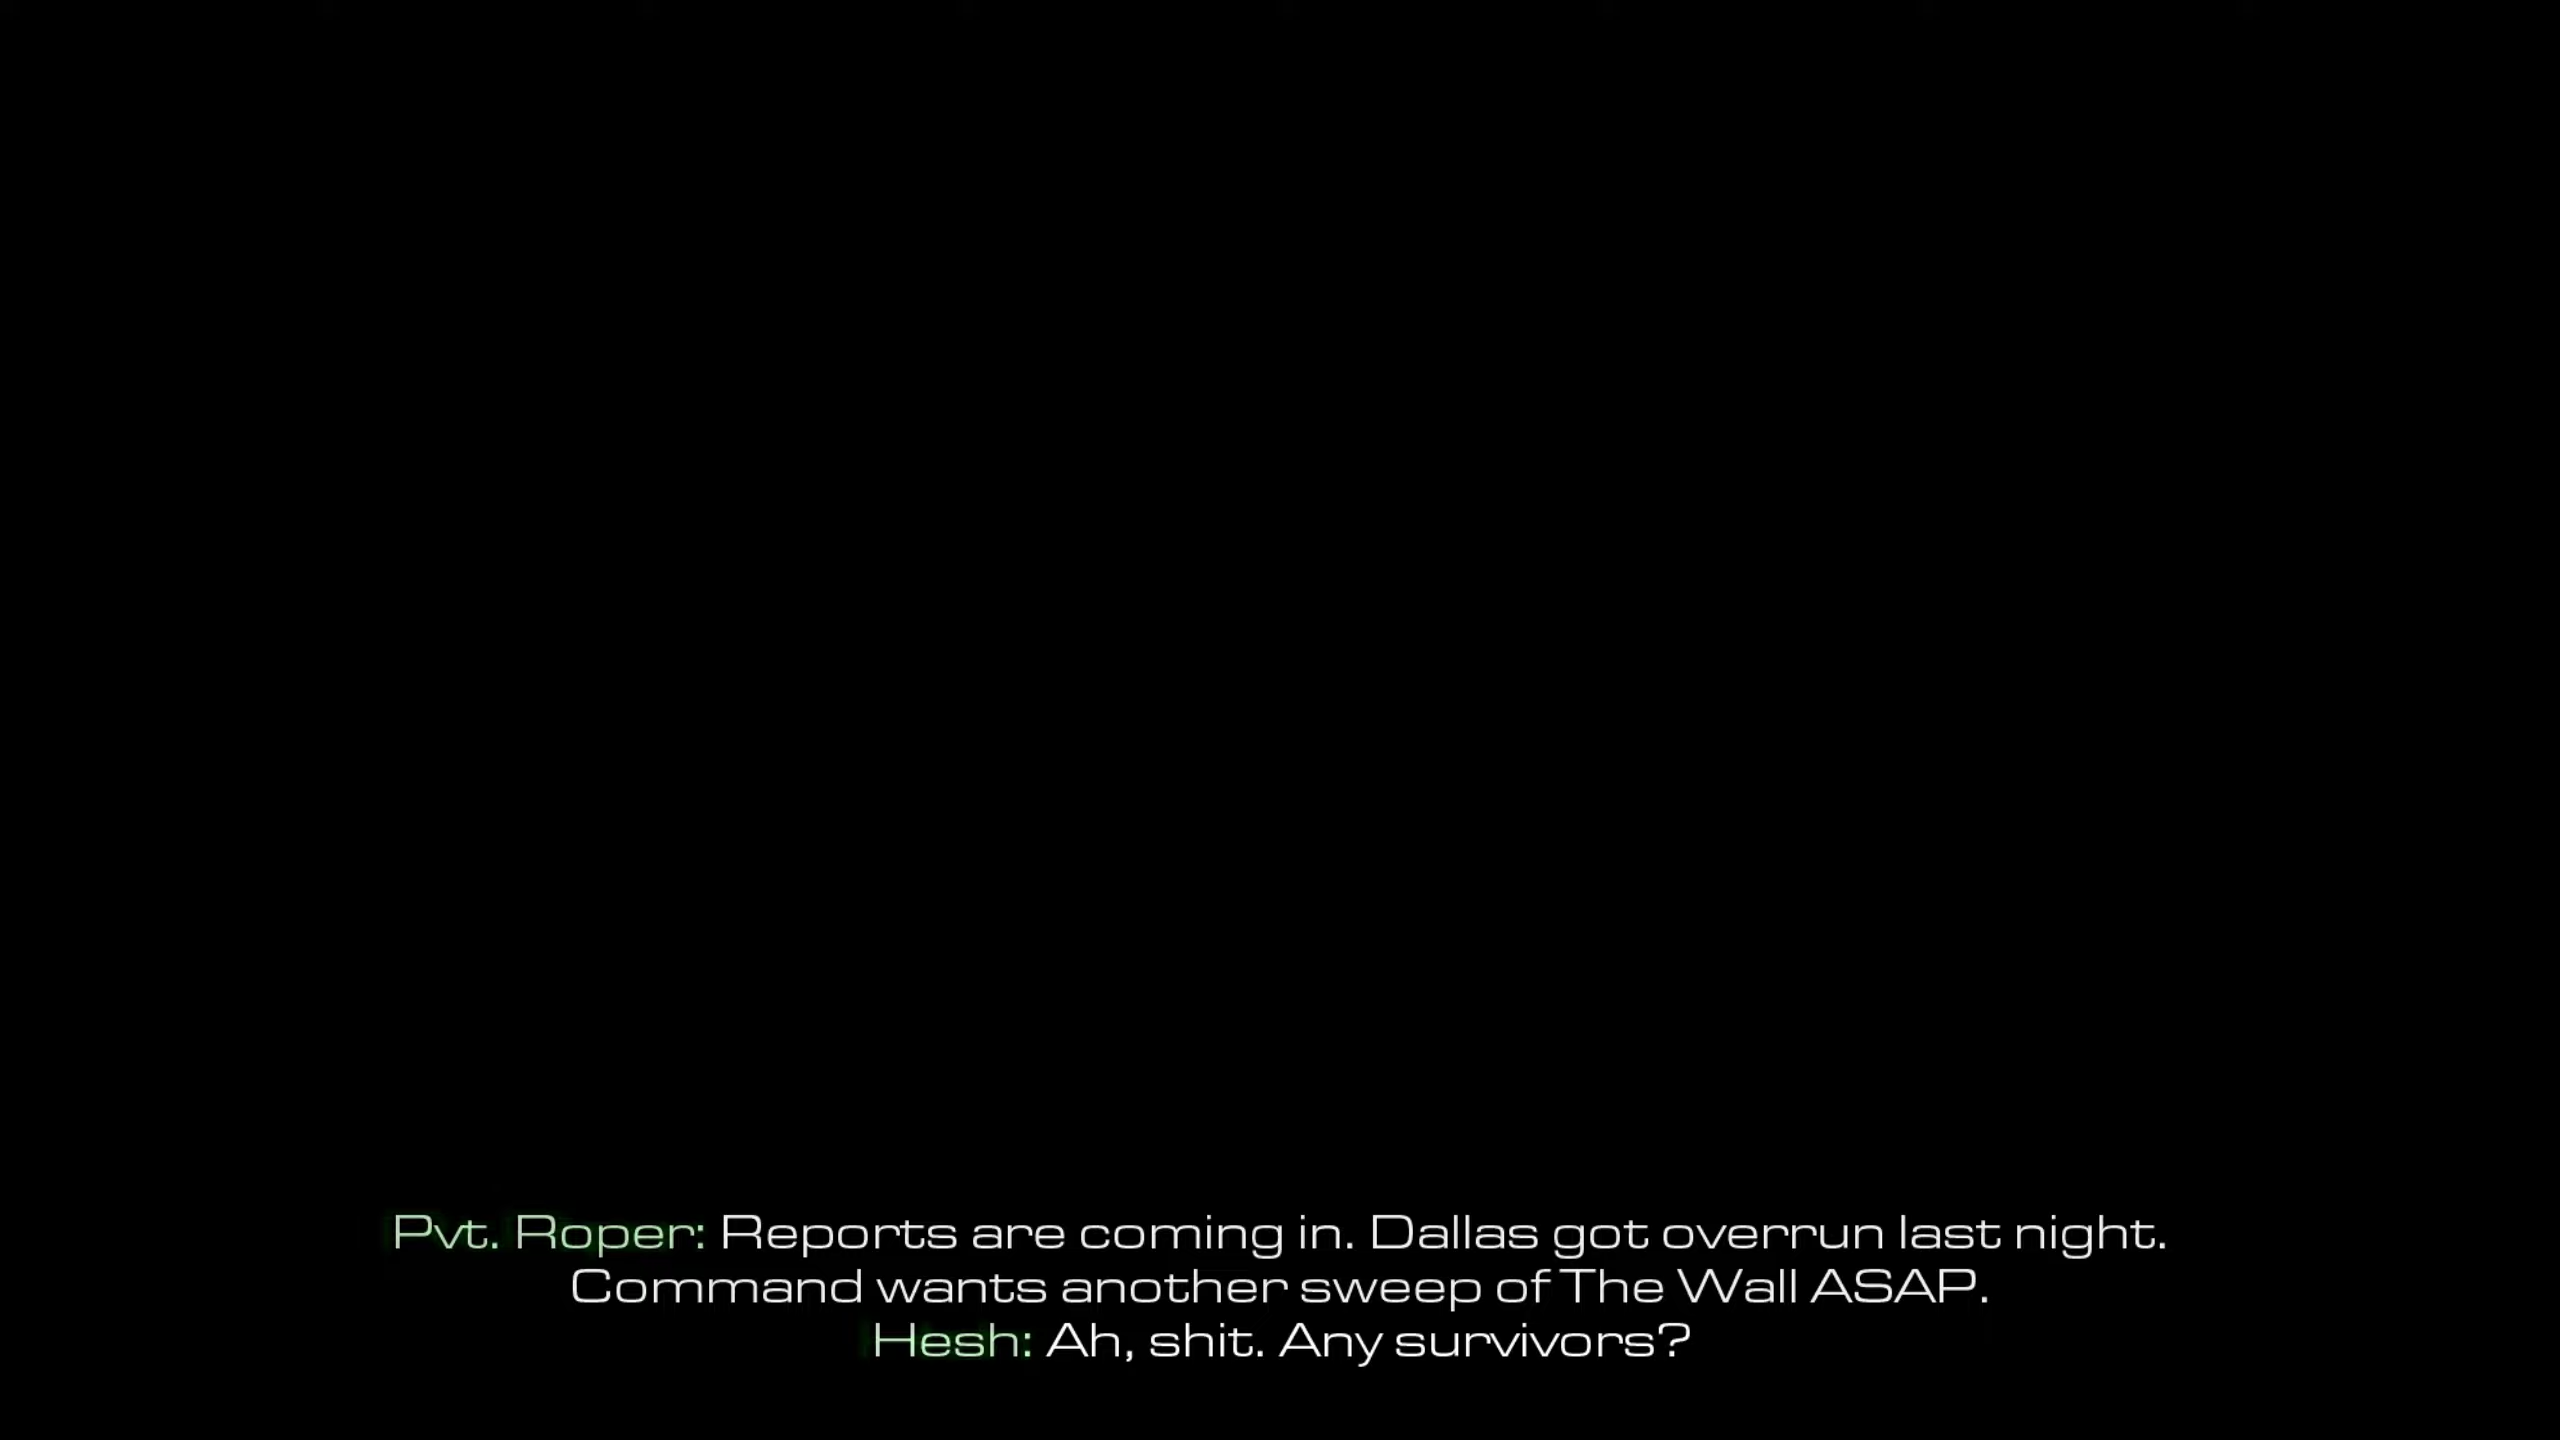 Pvt. Roper: Reports are coming in. Dallas got overrun last night.
Command wants another sweep of The Wall ASAP.
Hesh: Ah, shit. Any survivors?